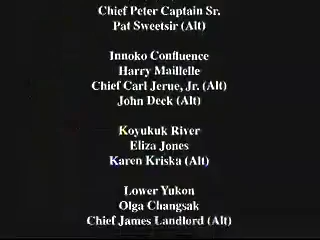 Chief Peter Captain Sr.
Pat Sweetsir (Alt)
Innoko Confluence
Harry Maillelle
Chief Carl Jerue, Jr. (Alt)
John Deck (Alt)
Koyukuk River
Eliza Jones
Karen Kriska (Alt)
Lower Yukon
Olga Changsak
Chief James Landlord (Alt)